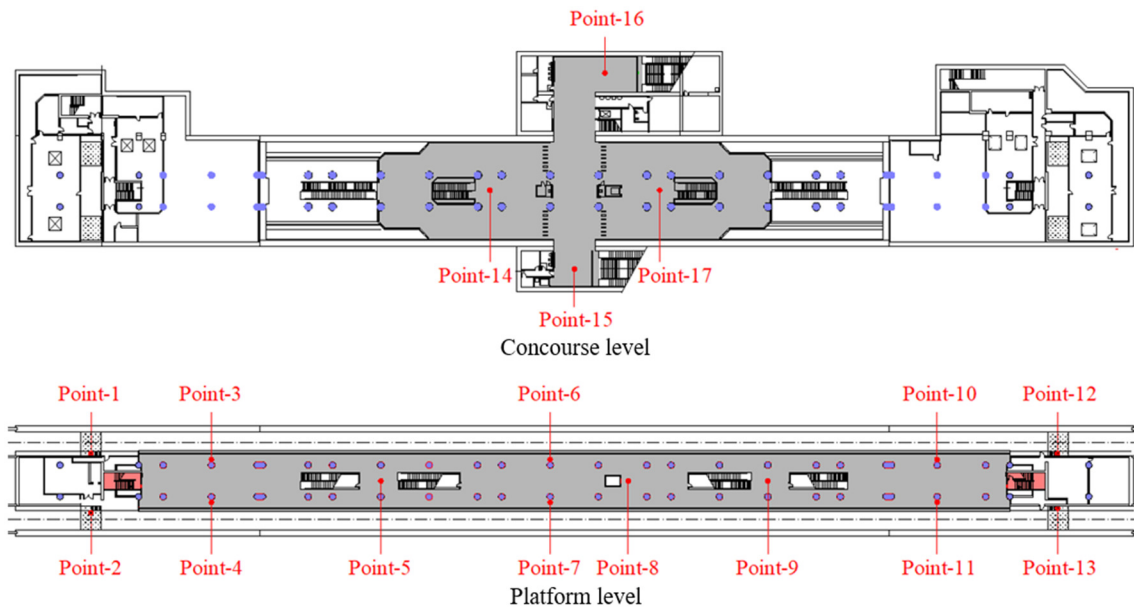 Point-16
Point-14
Point-17
Point-15
Concourse level
Point-1
Point-3
Point-6
Point-10
Point-12
Point-2
Point-4
Point-5
Point-7
Point-8
Point-9
Point-11
Point-13
Platform level